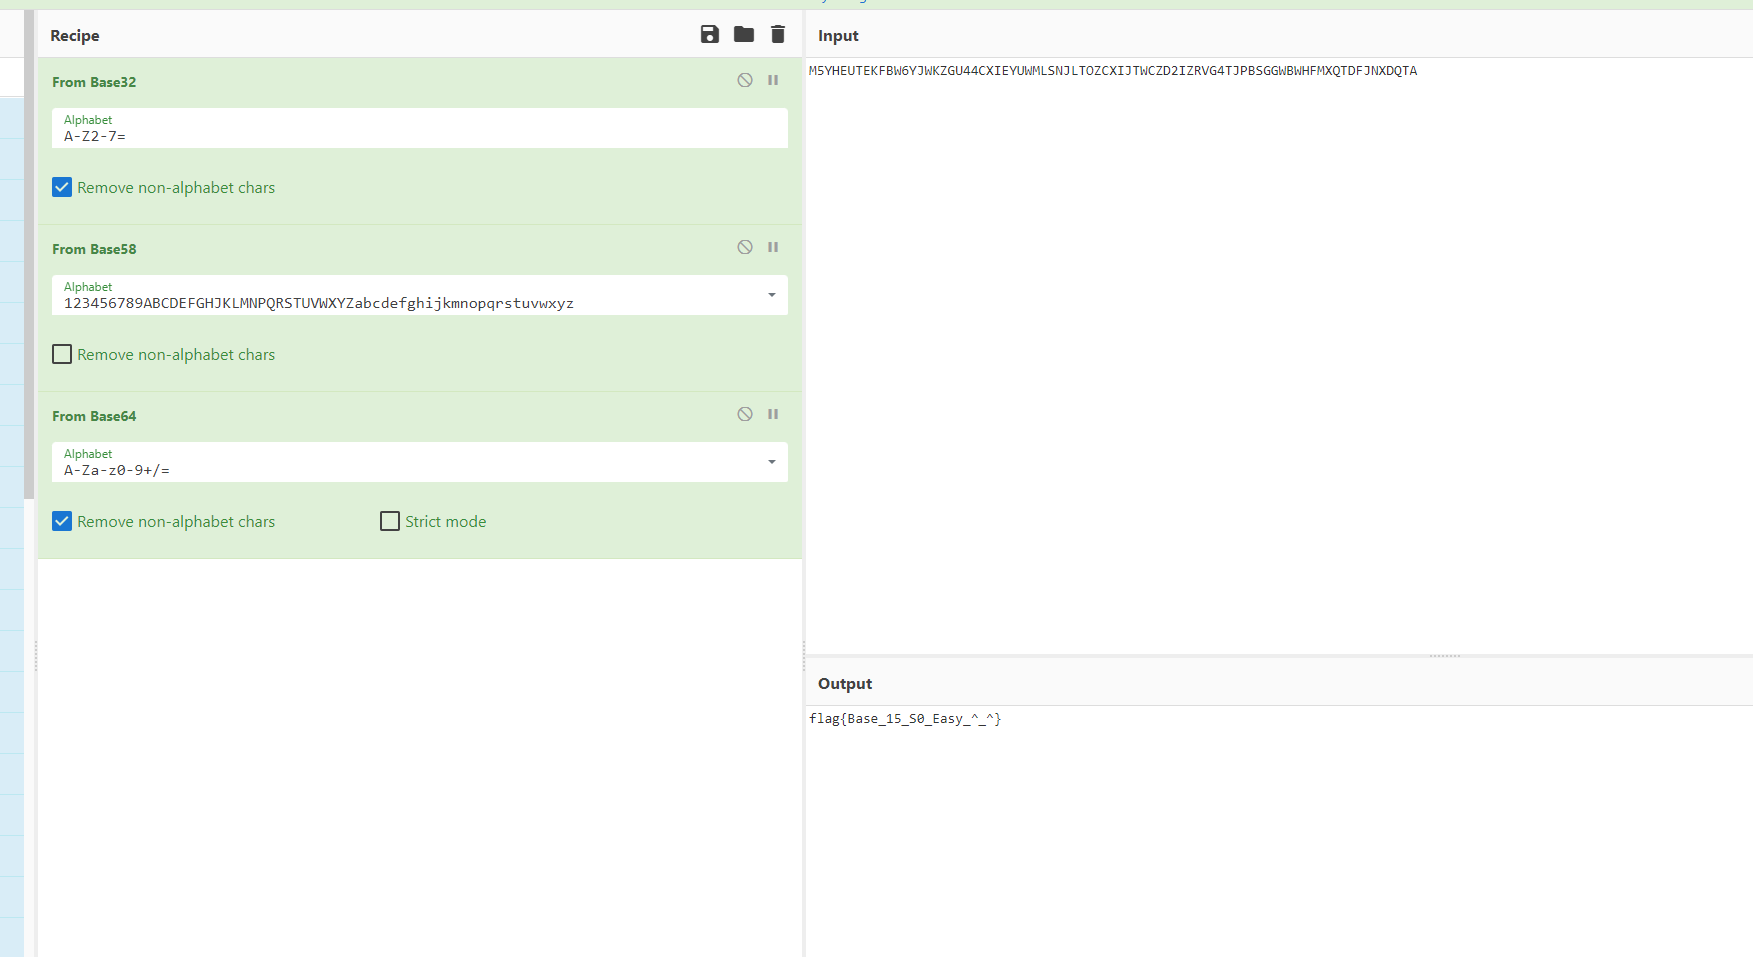 Recipe
From Base32
Alphabet
A-Z2-7=
Remove non-alphabet chars
From Base58
Alphabet
123456789ABCDEFGHJKLMNPQRSTUVWXYZabcdefghijkmnopqrstuvwxyz
Remove non-alphabet chars
From Base64
Alphabet
A-Za-z0-9+/=
Remove non-alphabet chars
Strict mode
Input
M5YHEUTEKFBW6YJWKZGU44CXIEYUWMLSNJLTOZCXIJTWCZD2IZRVG4TJPBSGGWBWHFMXQTDFJNXDQTA
Output
flag{Base_15_S0_Easy_^_^}